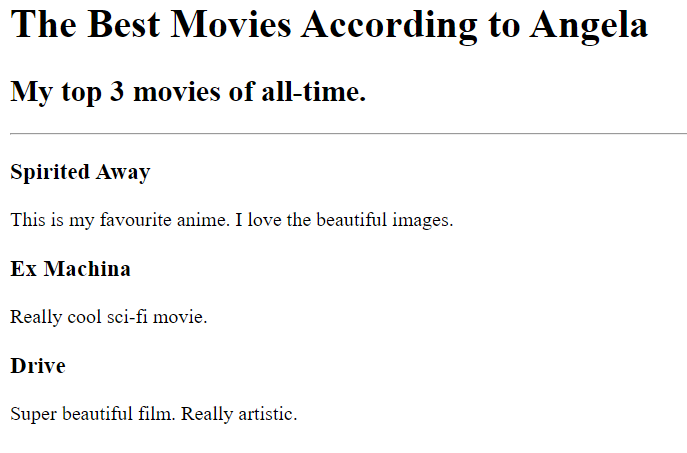 The Best Movies According to Angela
My top 3 movies of all-time.
Spirited Away
This is my favourite anime. I love the beautiful images.
Ex Machina
Really cool sci-fi movie.
Drive
Super beautiful film. Really artistic.